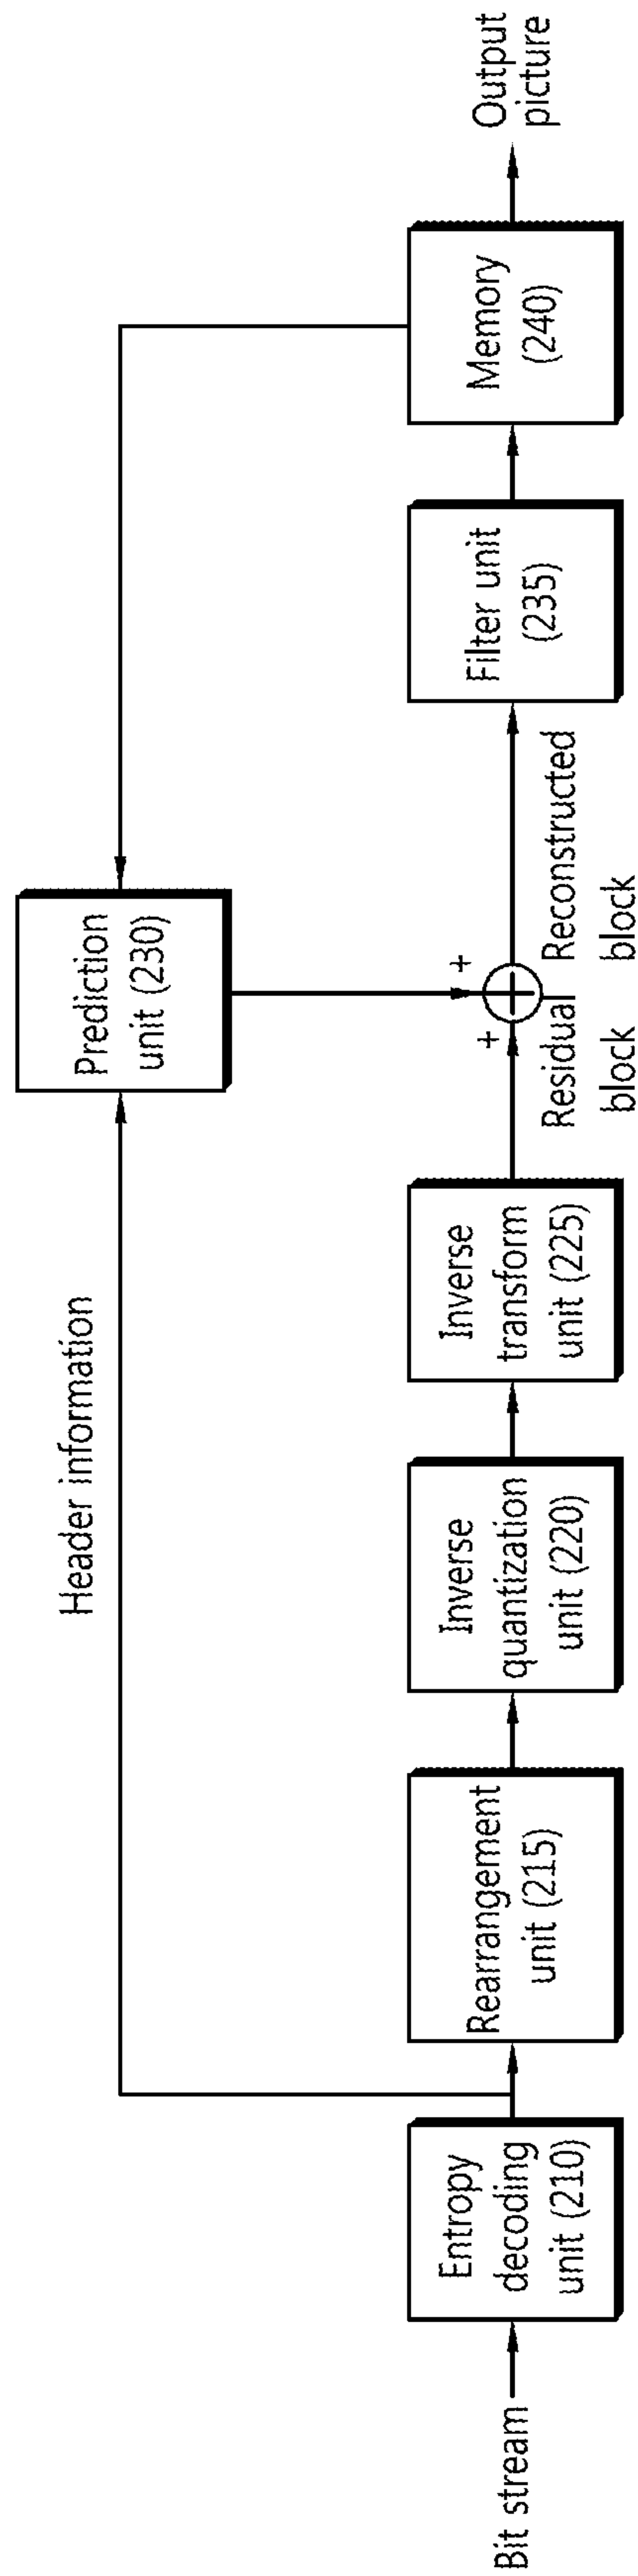 Header information
Prediction
unit (230)
Bit stream
Entropy
decoding
unit (210)
Rearrangement
unit (215)
Inverse
quantization
unit (220)
Inverse
transform
unit (225)
+
+
Residual
block
Reconstructed
block
Filter unit
(235)
Memory
(240)
Output
picture